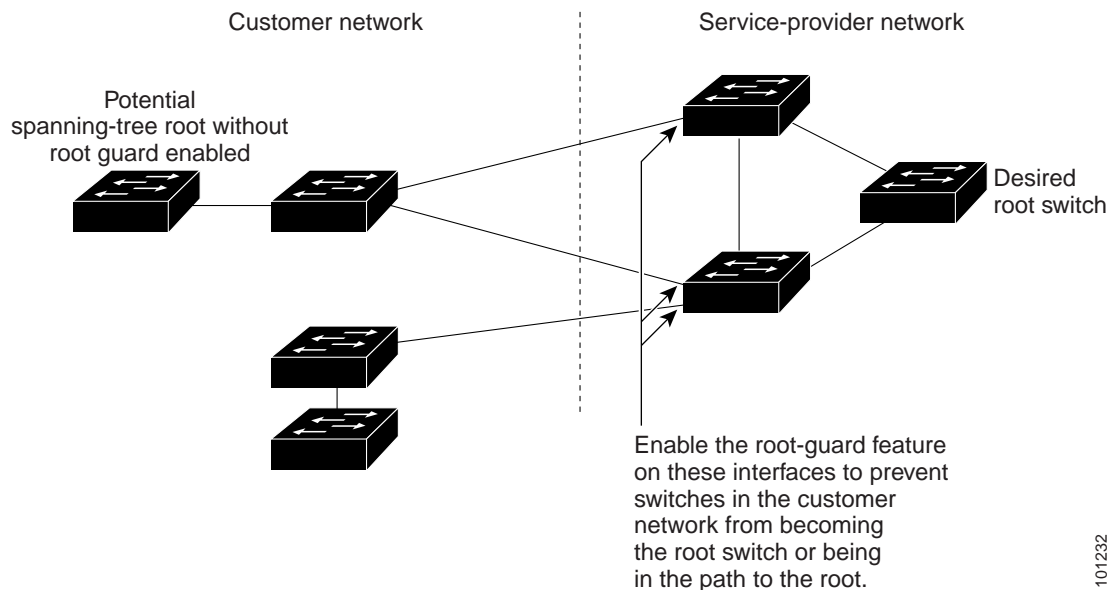 Customer network
Service-provider network
Potential
spanning-tree root without
root guard enabled
Desired
root switch
Enable the root-guard feature
on these interfaces to prevent
switches in the customer
network from becoming
the root switch or being
in the path to the root.
101232